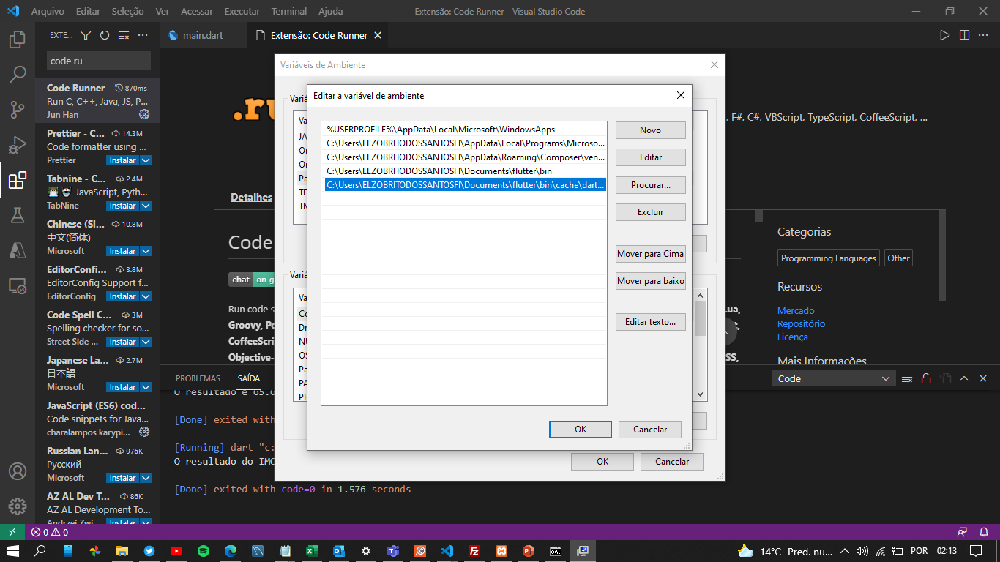 Arquivo Editar Seleção Ver Acessar Executar Terminal Ajuda
Extensão: Code Runner - Visual Studio Code
EXTE...
main.dart
Extensão: Code Runner
code ru
Code Runner 870ms
Run C, C++, Java, JS, P...
Jun Han
Prettier - C... 14.3M
Code formatter using ...
Prettier Instalar
Tabnine - C... 2.4M
JavaScript, Pyth...
TabNine Instalar
Chinese (Si... 10.8M
中文(简体)
Microsoft Instalar
EditorConfi... 3.8M
EditorConfig Support f...
EditorConfig Instalar
Code Spell C... 3M
Spelling checker for so...
Street Side ... Instalar
Japanese La... 2.7M
日本語
Microsoft Instalar
JavaScript (ES6) cod...
Code snippets for Java...
charalampos karypi...
Russian Lan... 976K
Русский
Microsoft Instalar
AZ AL Dev T... 86K
AZ AL Development To...
Andrzej Zwi... Instalar
.ru
, F#, C#, VBScript, TypeScript, CoffeeScript, ...
Detalhes
Code
chat on g
Run code s
Groovy, Po
CoffeeScri
Objective-
Lua,
SS,
Categorias
Programming Languages Other
Recursos
Mercado
Repositório
Licença
Mais Informações
Variáveis de Ambiente
Variá
Va
JA
Or
Or
Pa
TE
TN
Variá
Va
Co
Dr
NU
OS
Pa
PA
PR
OK Cancelar
Editar a variável de ambiente
%USERPROFILE%\AppData\Local\Microsoft\WindowsApps
C:\Users\ELZOBRITODOSSANTOSFI\AppData\Local\Programs\Microso...
C:\Users\ELZOBRITODOSSANTOSFI\AppData\Roaming\Composer\ven...
C:\Users\ELZOBRITODOSSANTOSFI\Documents\flutter\bin
C:\Users\ELZOBRITODOSSANTOSFI\Documents\flutter\bin\cache\dart...
Novo
Editar
Procurar...
Excluir
Mover para Cima
Mover para baixo
Editar texto...
OK Cancelar
PROBLEMAS SAÍDA
Code
O resultado é 65.6
[Done] exited with
[Running] dart "c:
O resultado do IMC
[Done] exited with code=0 in 1.576 seconds
0 0
14°C Pred. nu... POR 02:13